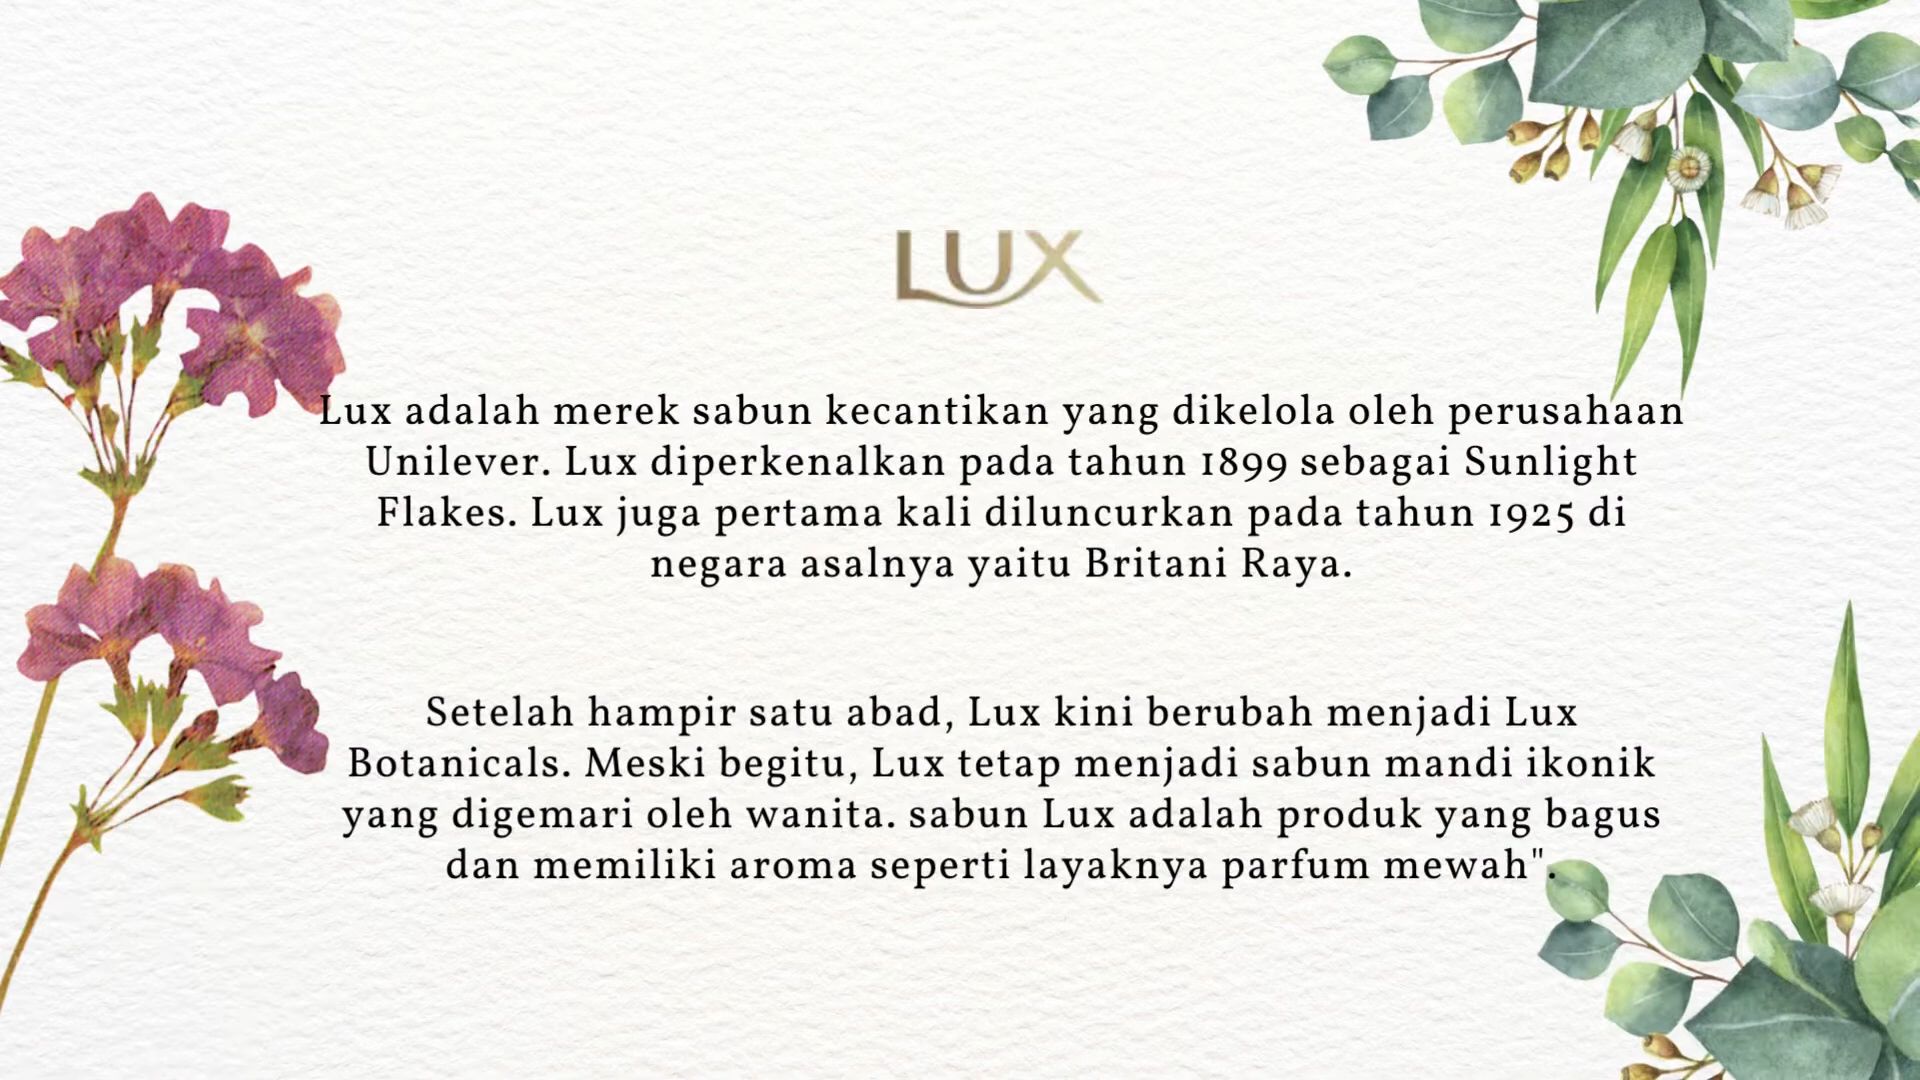 LUX
Lux adalah merek sabun kecantikan yang dikelola oleh perusahaan
Unilever. Lux diperkenalkan pada tahun 1899 sebagai Sunlight
Flakes. Lux juga pertama kali diluncurkan pada tahun 1925 di
negara asalnya yaitu Britani Raya.
Setelah hampir satu abad, Lux kini berubah menjadi Lux
Botanicals. Meski begitu, Lux tetap menjadi sabun mandi ikonik
yang digemari oleh wanita. sabun Lux adalah produk yang bagus
dan memiliki aroma seperti layaknya parfum mewah".